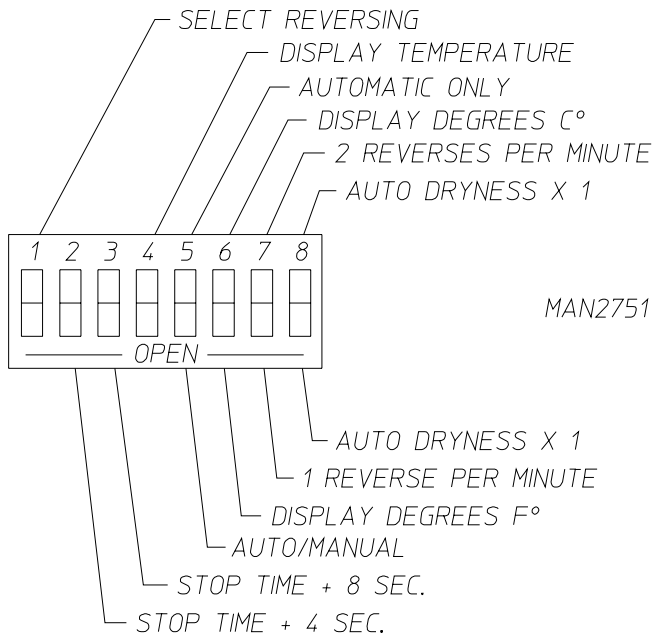 SELECT REVERSING
DISPLAY TEMPERATURE
AUTOMATIC ONLY
DISPLAY DEGREES C°
2 REVERSES PER MINUTE
AUTO DRYNESS X 1
1 2 3 4 5 6 7 8
MAN2751
OPEN
AUTO DRYNESS X 1
1 REVERSE PER MINUTE
DISPLAY DEGREES F°
AUTO/MANUAL
STOP TIME + 8 SEC.
STOP TIME + 4 SEC.